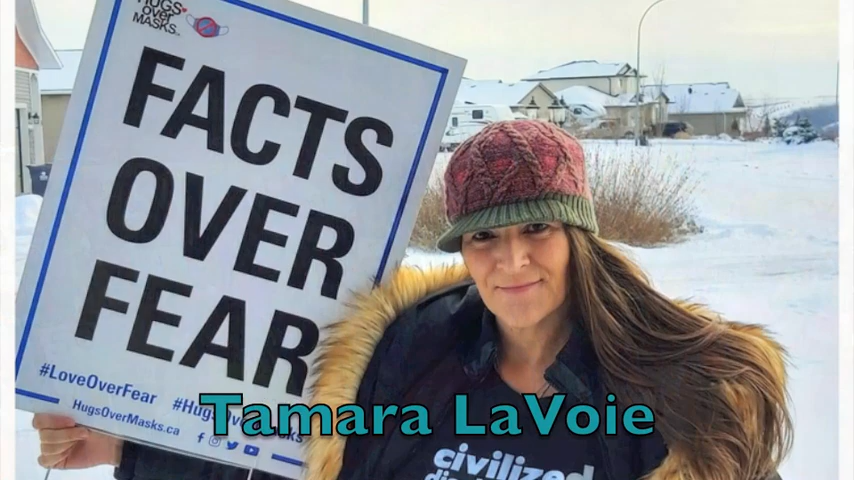 HUGS
over
MASKS
FACTS
OVER
FEAR
#LoveOverFear
HugsOverMasks.ca
Tamara LaVoie
civilized